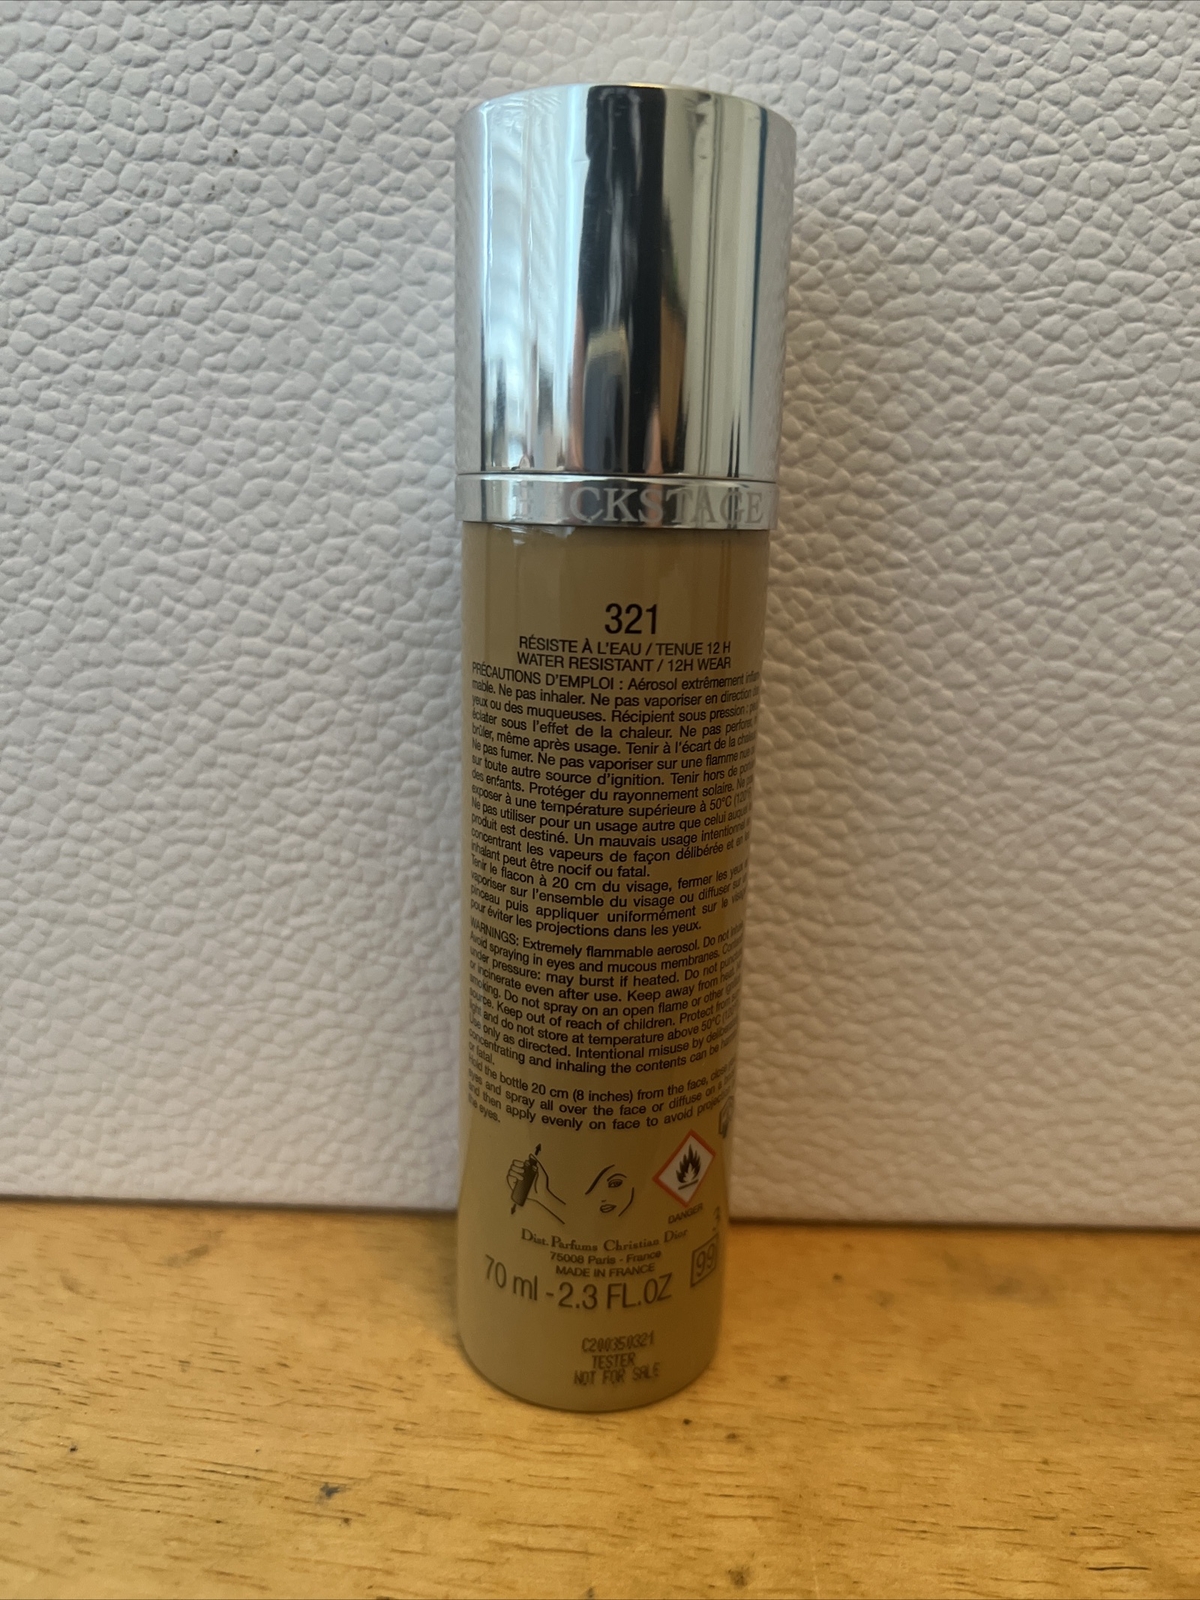 BACKSTAGE
321
RÉSISTE À L'EAU / TENUE 12 H
WATER RESISTANT / 12H WEAR
PRÉCAUTIONS D'EMPLOI : Aérosol extrêmement inflam-
mable. Ne pas inhaler. Ne pas vaporiser en direction des
yeux ou des muqueuses. Récipient sous pression :
éclater sous l'effet de la chaleur. Ne pas perforer,
brûler, même après usage. Tenir à l'écart de la chaleur
Ne pas fumer. Ne pas vaporiser sur une flamme nue
sur toute autre source d'ignition. Tenir hors de
des enfants. Protéger du rayonnement solaire. Ne
exposer à une température supérieure à 50°C
Ne pas utiliser pour un usage autre que celui auquel
produit est destiné. Un mauvais usage intentionnel
concentrant les vapeurs de façon délibérée et en
inhalant peut être nocif ou fatal.
Tenir le flacon à 20 cm du visage, fermer les yeux
vaporiser sur l'ensemble du visage ou diffuser sur
pinceau puis appliquer uniformément sur le
pour éviter les projections dans les yeux.
WARNINGS: Extremely flammable aerosol. Do not
Avoid spraying in eyes and mucous membranes.
under pressure: may burst if heated. Do not
or incinerate even after use. Keep away from heat
smoking. Do not spray on an open flame or other
source. Keep out of reach of children. Protect from
light and do not store at temperature above 50°C
Use only as directed. Intentional misuse by
concentrating and inhaling the contents can be
or fatal.
Hold the bottle 20 cm (8 inches) from the face,
eyes and spray all over the face or diffuse on a
and then apply evenly on face to avoid
the eyes.
DANGER
Dist. Parfums Christian Dior
75008 Paris - France
MADE IN FRANCE
3
99
70 ml - 2.3 FL.OZ
C200350321
TESTER
NOT FOR SALE